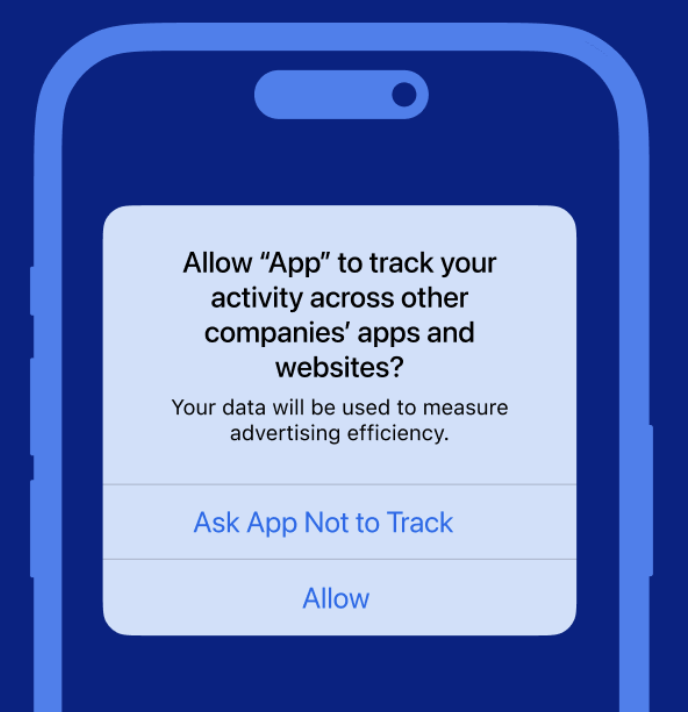 Allow “App” to track your
activity across other
companies’ apps and
websites?
Your data will be used to measure
advertising efficiency.
Ask App Not to Track
Allow